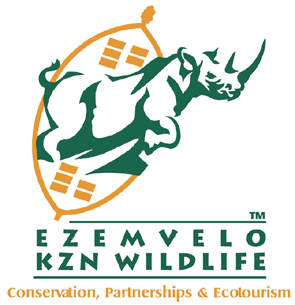 TM
EZEMVELO
KZN WILDLIFE
Conservation, Partnerships & Ecotourism